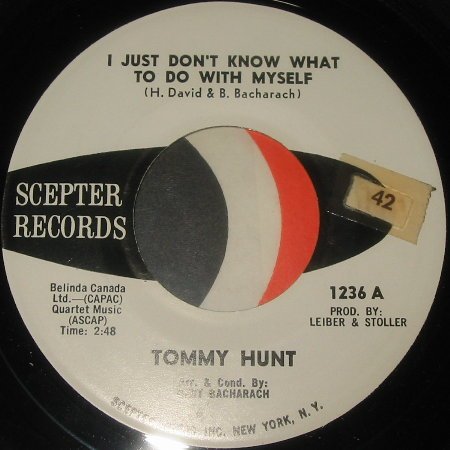 I JUST DON'T KNOW WHAT
TO DO WITH MYSELF
(H. David & B. Bacharach)
SCEPTER
RECORDS
42
Belinda Canada
Ltd.—(CAPAC)
Quartet Music
(ASCAP)
Time: 2:48
1236 A
PROD. BY:
LEIBER & STOLLER
TOMMY HUNT
Arr. & Cond. By:
BACHARACH
INC. NEW YORK, N. Y.